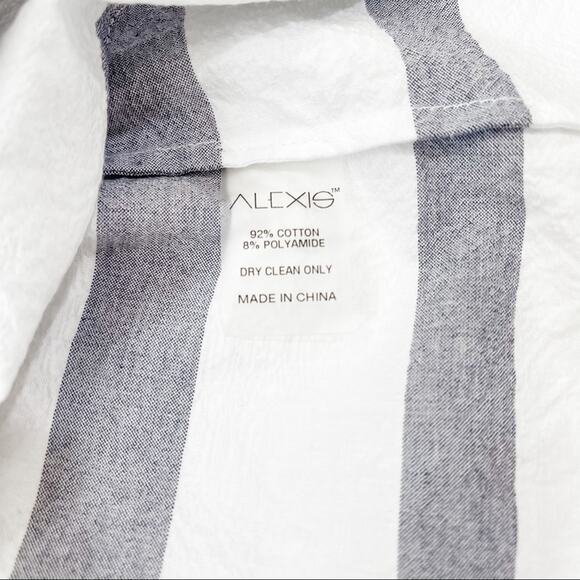 ALEXIS™
92% COTTON
8% POLYAMIDE
DRY CLEAN ONLY
MADE IN CHINA